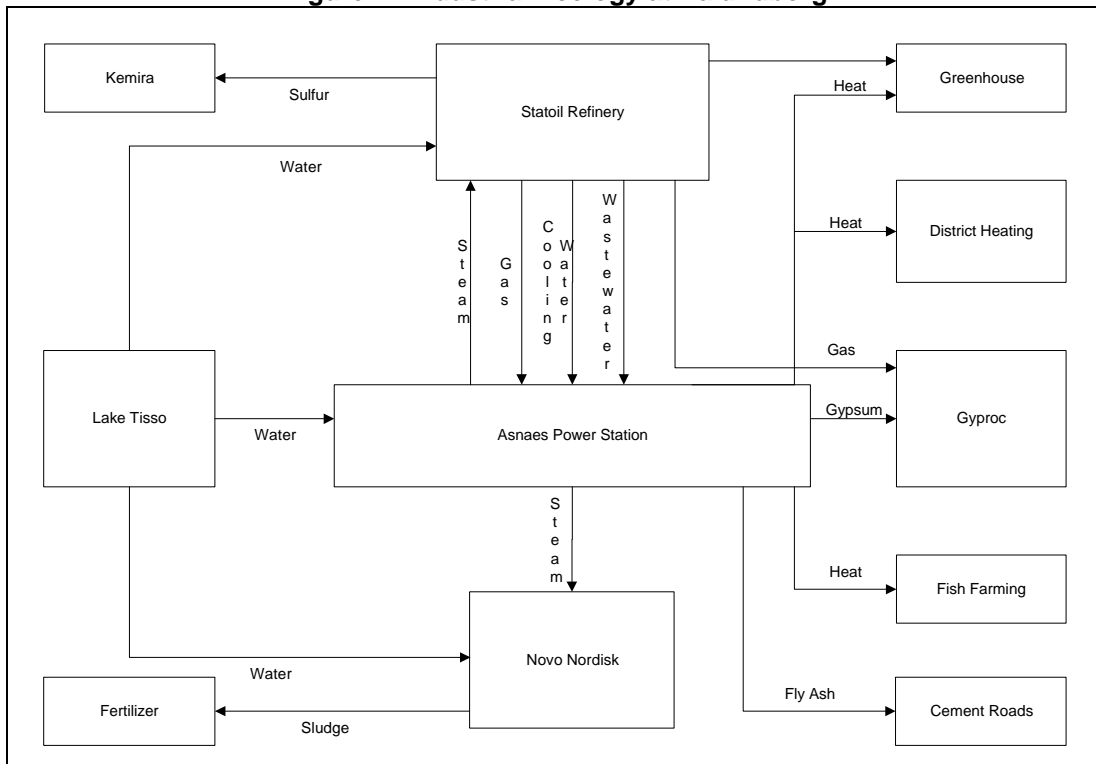 Kemira
Sulfur
Statoil Refinery
Heat
Greenhouse
Water
Steam
Gas
Cooling
Water
Wastewater
Heat
District Heating
Gas
Lake Tisso
Water
Asnaes Power Station
Gypsum
Gyproc
Steam
Heat
Fish Farming
Novo Nordisk
Water
Fertilizer
Sludge
Fly Ash
Cement Roads